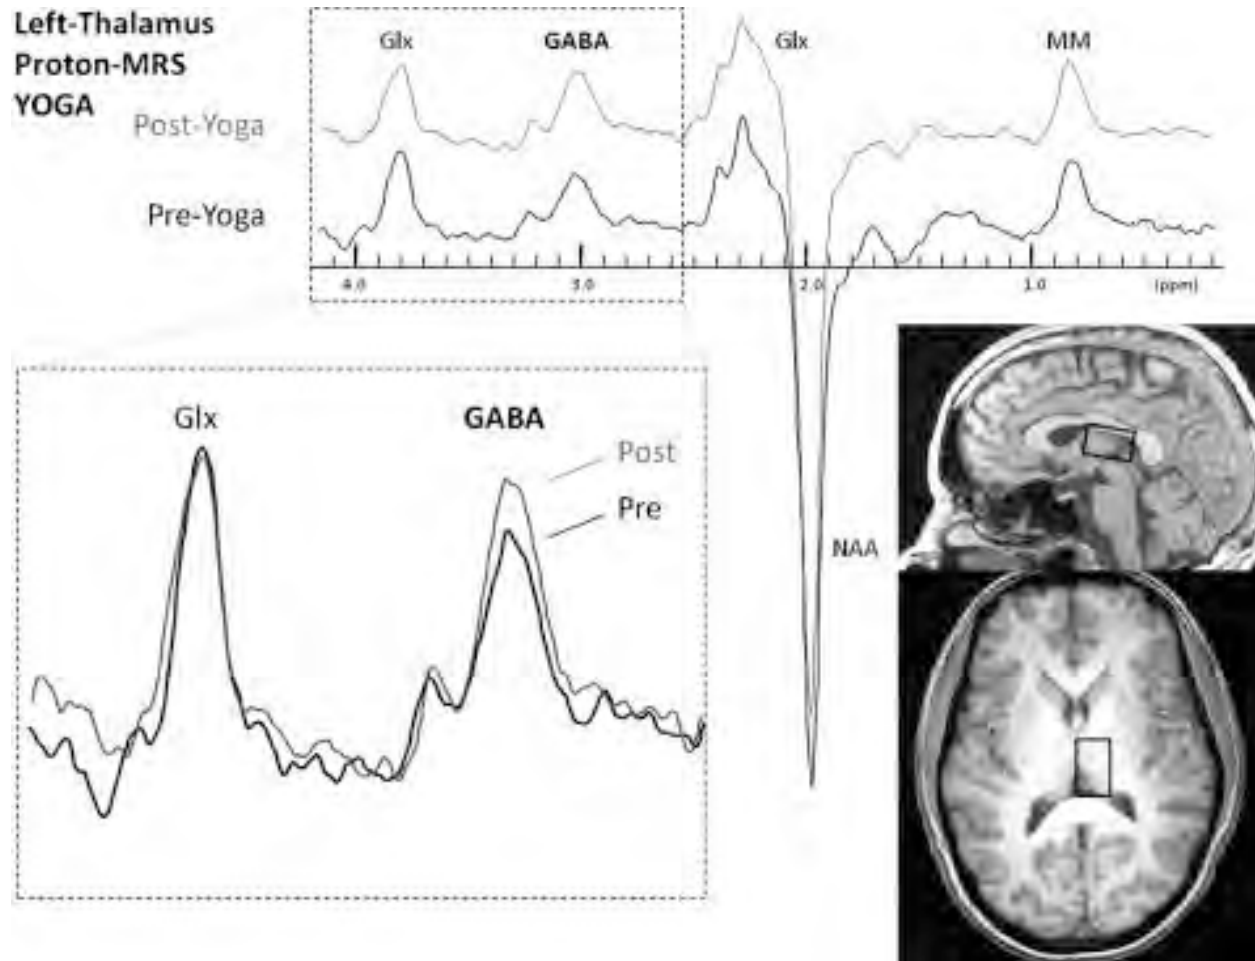 Left-Thalamus
Proton-MRS
YOGA
Glx
GABA
Glx
MM
Post-Yoga
Pre-Yoga
4.0
3.0
2.0
1.0
(ppm)
Glx
GABA
Post
Pre
NAA